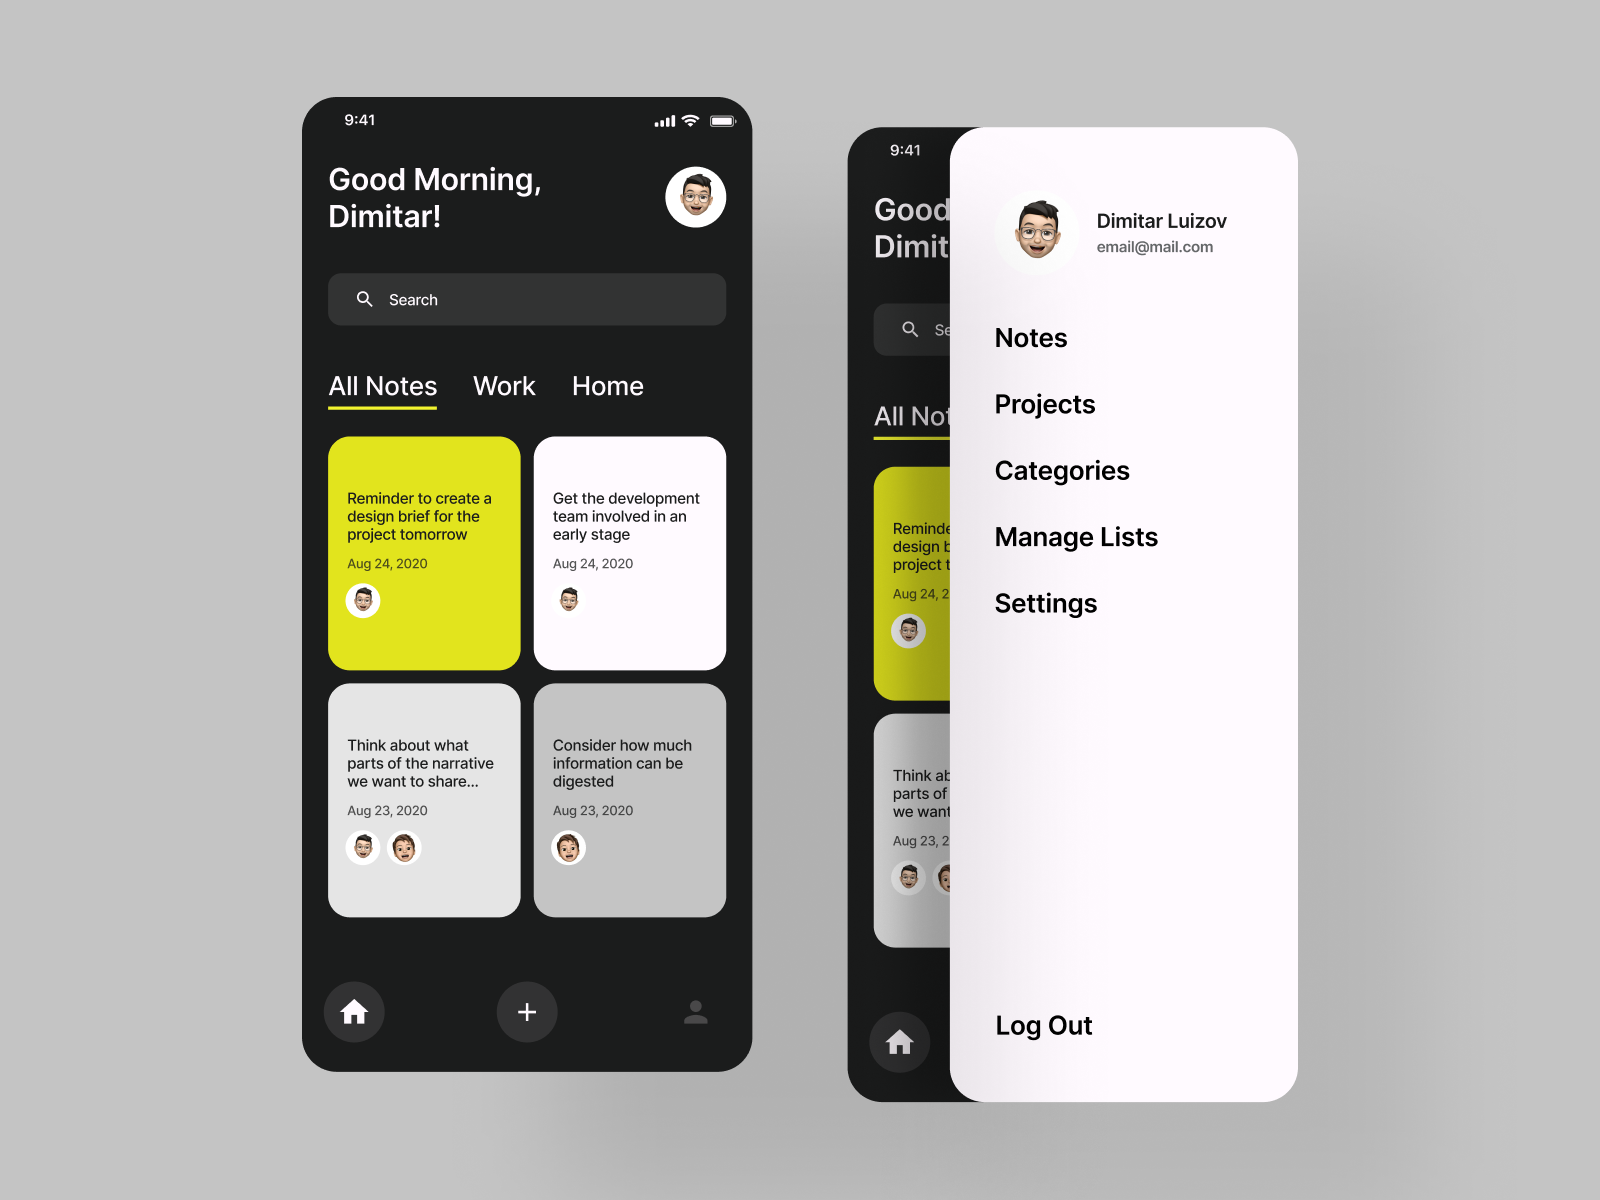 9:41
Good Morning,
Dimitar!
Search
All Notes Work Home
Reminder to create a
design brief for the
project tomorrow
Aug 24, 2020
Get the development
team involved in an
early stage
Aug 24, 2020
Think about what
parts of the narrative
we want to share...
Aug 23, 2020
Consider how much
information can be
digested
Aug 23, 2020
9:41
Good
Dimit
Se
All Not
Reminde
design b
project t
Aug 24, 2
Think ab
parts of
we want
Aug 23, 2
Dimitar Luizov
email@mail.com
Notes
Projects
Categories
Manage Lists
Settings
Log Out